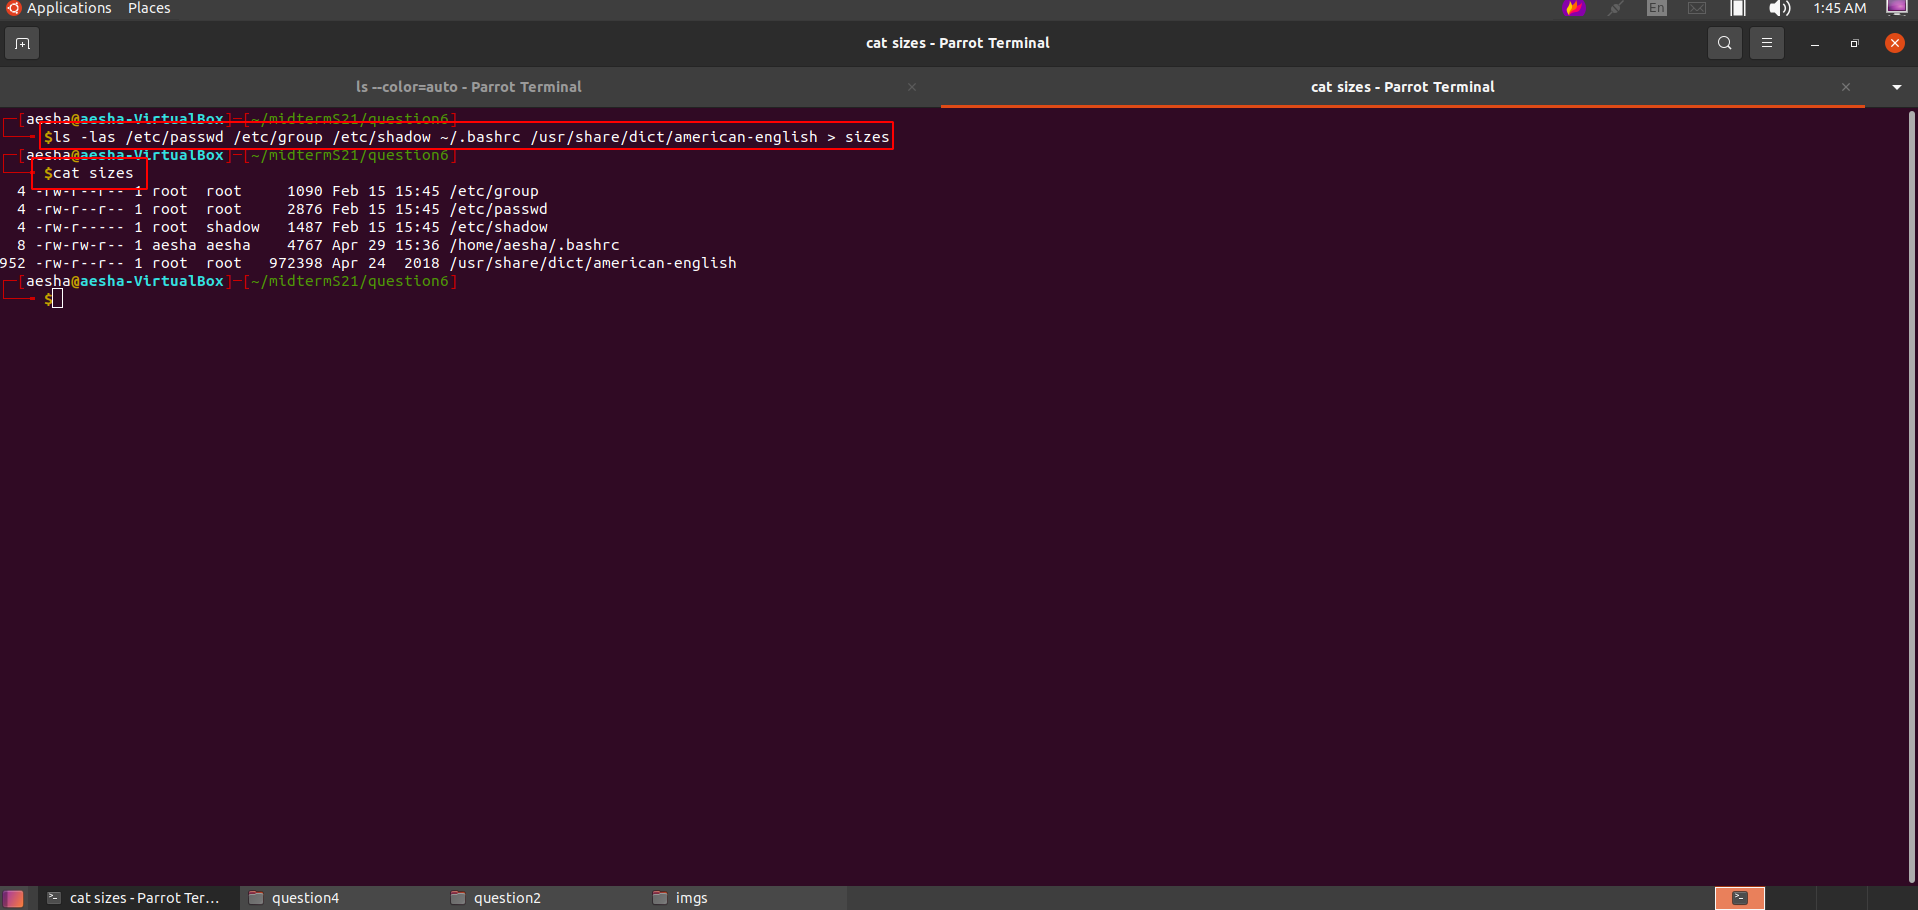 Applications Places En 1:45 AM
cat sizes - Parrot Terminal
ls --color=auto - Parrot Terminal cat sizes - Parrot Terminal
[aesha@aesha-VirtualBox]-[~/midtermS21/question6]
$ls -las /etc/passwd /etc/group /etc/shadow ~/.bashrc /usr/share/dict/american-english > sizes
[aesha@aesha-VirtualBox]-[~/midtermS21/question6]
$cat sizes
4 -rw-r--r-- 1 root root 1090 Feb 15 15:45 /etc/group
4 -rw-r--r-- 1 root root 2876 Feb 15 15:45 /etc/passwd
4 -rw-r----- 1 root shadow 1487 Feb 15 15:45 /etc/shadow
8 -rw-rw-r-- 1 aesha aesha 4767 Apr 29 15:36 /home/aesha/.bashrc
952 -rw-r--r-- 1 root root 972398 Apr 24 2018 /usr/share/dict/american-english
[aesha@aesha-VirtualBox]-[~/midtermS21/question6]
$
cat sizes - Parrot Ter... question4 question2 imgs